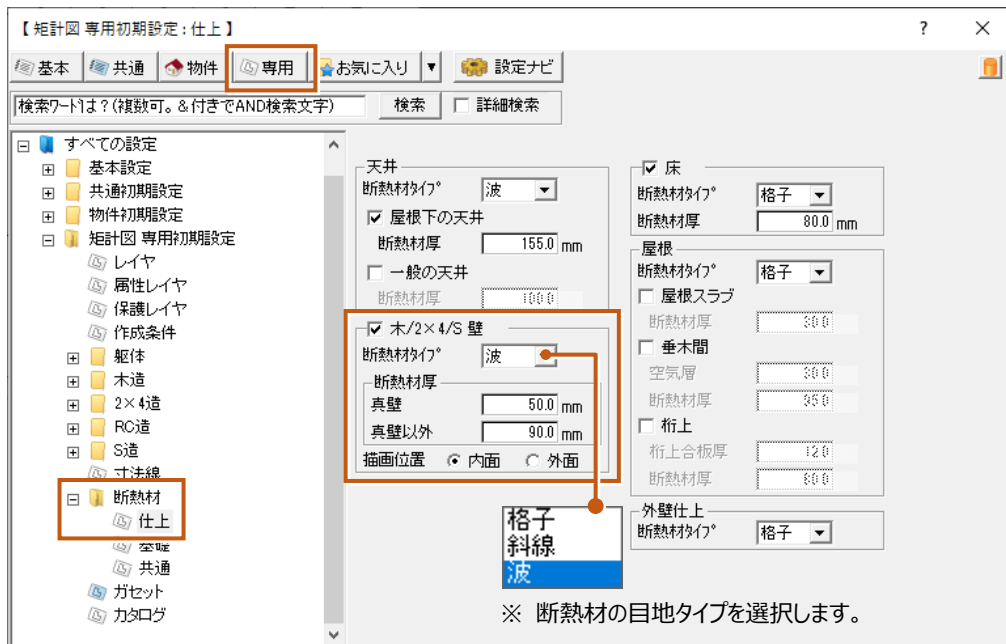 【 矩計図 専用初期設定 : 仕上 】
? ×
基本 共通 物件 専用 お気に入り ▼ 設定ナビ
検索ワードは？(複数可。&付きでAND検索文字) 検索 詳細検索
すべての設定
基本設定
共通初期設定
物件初期設定
矩計図 専用初期設定
レイヤ
属性レイヤ
保護レイヤ
作成条件
躯体
木造
2×4造
RC造
S造
寸法線
断熱材
仕上
基礎
共通
ガセット
カタログ
天井
断熱材タイプ 波
屋根下の天井
断熱材厚 155.0 mm
一般の天井
断熱材厚 100.0
木/2×4/S 壁
断熱材タイプ 波
断熱材厚
真壁 50.0 mm
真壁以外 90.0 mm
描画位置 内面 外面
格子
斜線
波
※ 断熱材の目地タイプを選択します。
床
断熱材タイプ 格子
断熱材厚 80.0 mm
屋根
断熱材タイプ 格子
屋根スラブ
断熱材厚 30.0
垂木間
空気層 30.0
断熱材厚 35.0
桁上
桁上合板厚 12.0
断熱材厚
外壁仕上
断熱材タイプ 格子